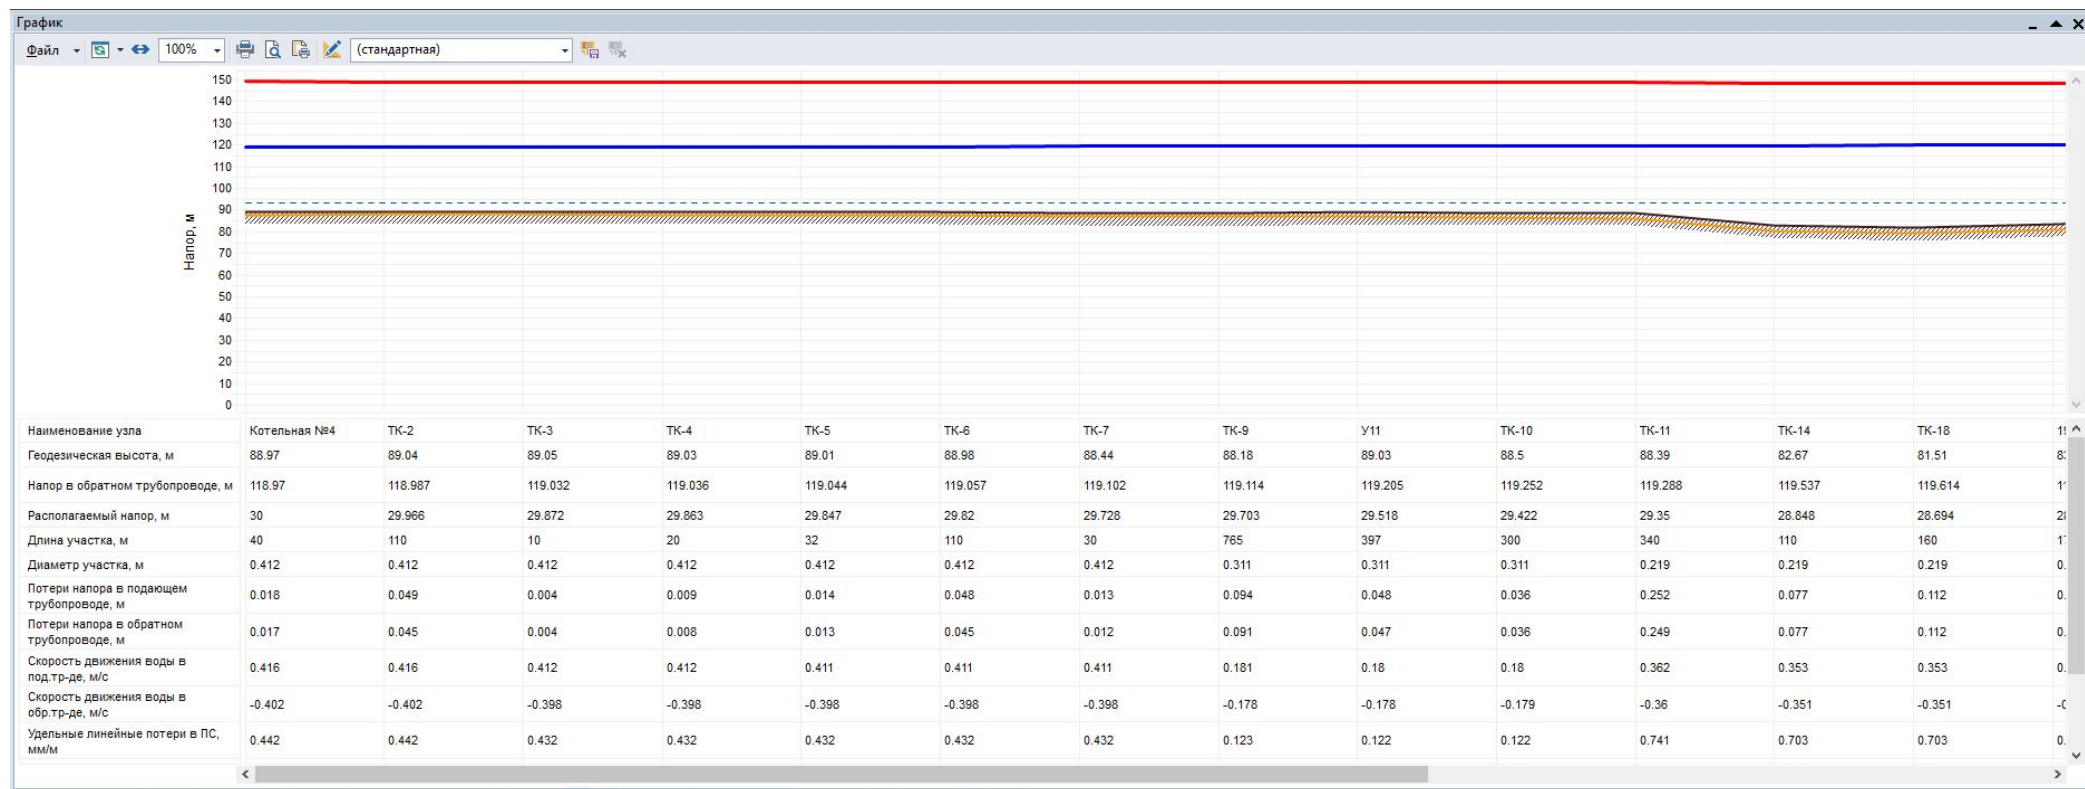 График
Файл 100% (стандартная)
Напор, м
150
140
130
120
110
100
90
80
70
60
50
40
30
20
10
0
Наименование узла Котельная №4 ТК-2 ТК-3 ТК-4 ТК-5 ТК-6 ТК-7 ТК-9 У11 ТК-10 ТК-11 ТК-14 ТК-18
Геодезическая высота, м 88.97 89.04 89.05 89.03 89.01 88.98 88.44 88.18 89.03 88.5 88.39 82.67 81.51
Напор в обратном трубопроводе, м 118.97 118.987 119.032 119.036 119.044 119.057 119.102 119.114 119.205 119.252 119.288 119.537 119.614
Располагаемый напор, м 30 29.966 29.872 29.863 29.847 29.82 29.728 29.703 29.518 29.422 29.35 28.848 28.694
Длина участка, м 40 110 10 20 32 110 30 765 397 300 340 110 160
Диаметр участка, м 0.412 0.412 0.412 0.412 0.412 0.412 0.412 0.311 0.311 0.311 0.219 0.219 0.219 0.
Потери напора в подающем
трубопроводе, м 0.018 0.049 0.004 0.009 0.014 0.048 0.013 0.094 0.048 0.036 0.252 0.077 0.112 0.
Потери напора в обратном
трубопроводе, м 0.017 0.045 0.004 0.008 0.013 0.045 0.012 0.091 0.047 0.036 0.249 0.077 0.112 0.
Скорость движения воды в
под.тр-де, м/с 0.416 0.416 0.412 0.412 0.411 0.411 0.411 0.181 0.18 0.18 0.362 0.353 0.353 0.
Скорость движения воды в
обр.тр-де, м/с -0.402 -0.402 -0.398 -0.398 -0.398 -0.398 -0.398 -0.178 -0.178 -0.179 -0.36 -0.351 -0.351
Удельные линейные потери в ПС,
мм/м 0.442 0.442 0.432 0.432 0.432 0.432 0.432 0.123 0.122 0.122 0.741 0.703 0.703 0.